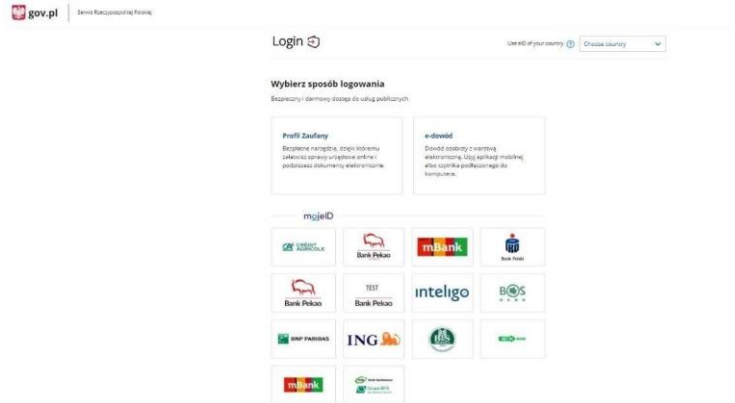 gov.pl
Serwis Rzeczypospolitej Polskiej
Login
Use eID of your country
Choose country
Wybierz sposób logowania
Bezpieczny i darmowy dostęp do usług publicznych
Profil Zaufany
Bezpłatne narzędzie, dzięki któremu
załatwisz sprawy urzędowe online i
podpiszesz dokumenty elektronicznie.
e-dowód
Dowód osobisty z warstwą
elektroniczną. Użyj aplikacji mobilnej
albo czytnika podłączonego do
komputera.
mojeID
CRÉDIT
AGRICOLE
Bank Pekao
mBank
Bank Polski
Bank Pekao
TEST
Bank Pekao
inteligo
BOS
BANK
BNP PARIBAS
ING
mBank